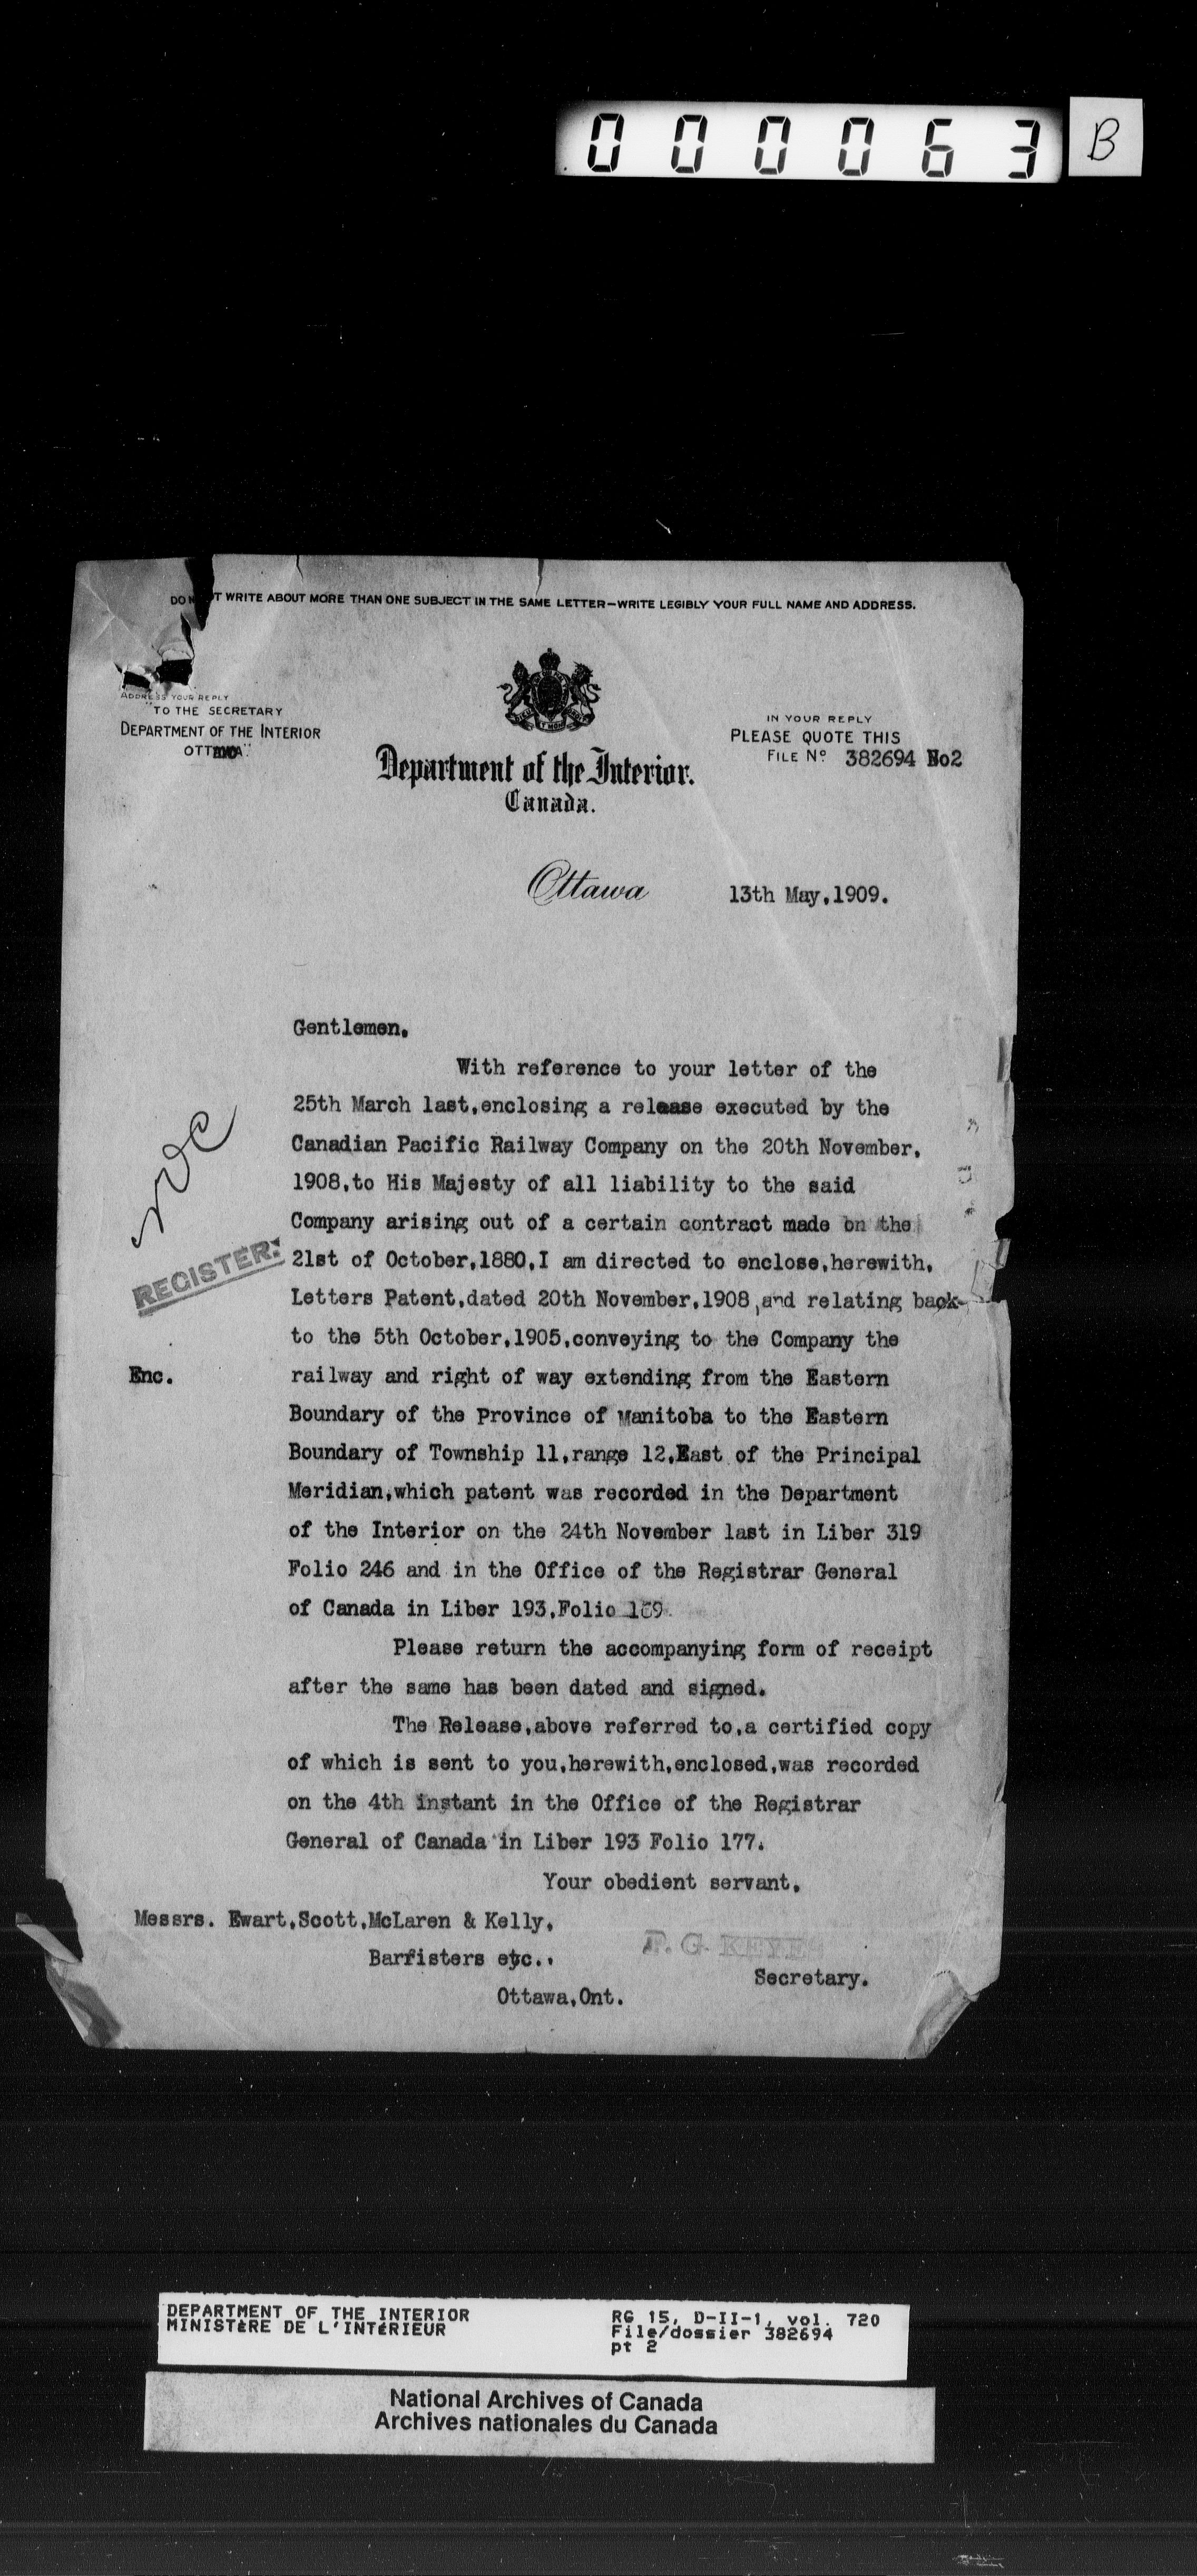 000063
B
DO NOT WRITE ABOUT MORE THAN ONE SUBJECT IN THE SAME LETTER—WRITE LEGIBLY YOUR FULL NAME AND ADDRESS.
ADDRESS YOUR REPLY
"TO THE SECRETARY
DEPARTMENT OF THE INTERIOR
OTTAWA"
IN YOUR REPLY
PLEASE QUOTE THIS
FILE No. 382694 No2
Department of the Interior.
Canada.
Ottawa 13th May,1909.
Gentlemen,
With reference to your letter of the
25th March last,enclosing a release executed by the
Canadian Pacific Railway Company on the 20th November,
1908,to His Majesty of all liability to the said
Company arising out of a certain contract made on the
REGISTER:
21st of October,1880,I am directed to enclose,herewith,
Letters Patent,dated 20th November,1908,and relating back
to the 5th October,1905,conveying to the Company the
Enc.
railway and right of way extending from the Eastern
Boundary of the Province of Manitoba to the Eastern
Boundary of Township 11,range 12,East of the Principal
Meridian,which patent was recorded in the Department
of the Interior on the 24th November last in Liber 319
Folio 246 and in the Office of the Registrar General
of Canada in Liber 193,Folio
Please return the accompanying form of receipt
after the same has been dated and signed.
The Release,above referred to,a certified copy
of which is sent to you,herewith,enclosed,was recorded
on the 4th instant in the Office of the Registrar
General of Canada in Liber 193 Folio 177.
Your obedient servant,
Messrs. Ewart,Scott,McLaren & Kelly,
Barristers etc.,
Secretary.
Ottawa,Ont.
DEPARTMENT OF THE INTERIOR
MINISTÈRE DE L'INTÉRIEUR
RG 15, D-II-1, vol. 720
File/dossier 382694
pt 2
National Archives of Canada
Archives nationales du Canada